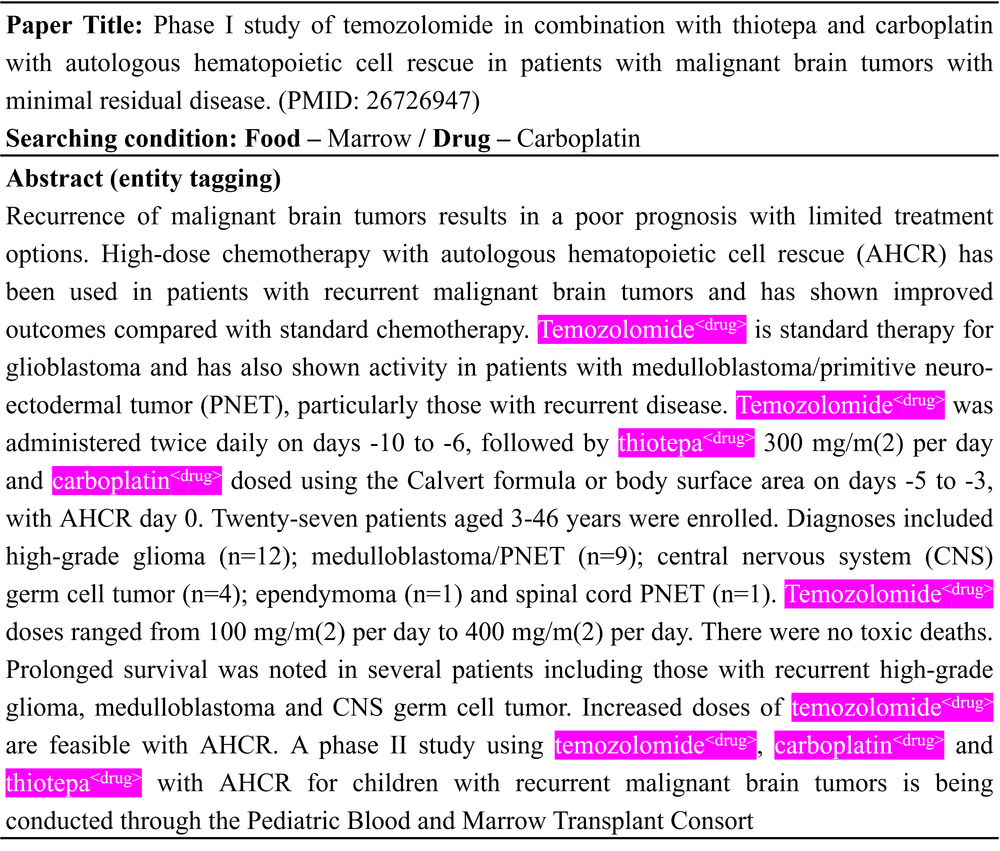 Paper Title: Phase I study of temozolomide in combination with thiotepa and carboplatin
with autologous hematopoietic cell rescue in patients with malignant brain tumors with
minimal residual disease. (PMID: 26726947)
Searching condition: Food – Marrow / Drug – Carboplatin
Abstract (entity tagging)
Recurrence of malignant brain tumors results in a poor prognosis with limited treatment
options. High-dose chemotherapy with autologous hematopoietic cell rescue (AHCR) has
been used in patients with recurrent malignant brain tumors and has shown improved
outcomes compared with standard chemotherapy. Temozolomide<drug> is standard therapy for
glioblastoma and has also shown activity in patients with medulloblastoma/primitive neuro-
ectodermal tumor (PNET), particularly those with recurrent disease. Temozolomide<drug> was
administered twice daily on days -10 to -6, followed by thiotepa<drug> 300 mg/m(2) per day
and carboplatin<drug> dosed using the Calvert formula or body surface area on days -5 to -3,
with AHCR day 0. Twenty-seven patients aged 3-46 years were enrolled. Diagnoses included
high-grade glioma (n=12); medulloblastoma/PNET (n=9); central nervous system (CNS)
germ cell tumor (n=4); ependymoma (n=1) and spinal cord PNET (n=1). Temozolomide<drug>
doses ranged from 100 mg/m(2) per day to 400 mg/m(2) per day. There were no toxic deaths.
Prolonged survival was noted in several patients including those with recurrent high-grade
glioma, medulloblastoma and CNS germ cell tumor. Increased doses of temozolomide<drug>
are feasible with AHCR. A phase II study using temozolomide<drug>, carboplatin<drug> and
thiotepa<drug> with AHCR for children with recurrent malignant brain tumors is being
conducted through the Pediatric Blood and Marrow Transplant Consort